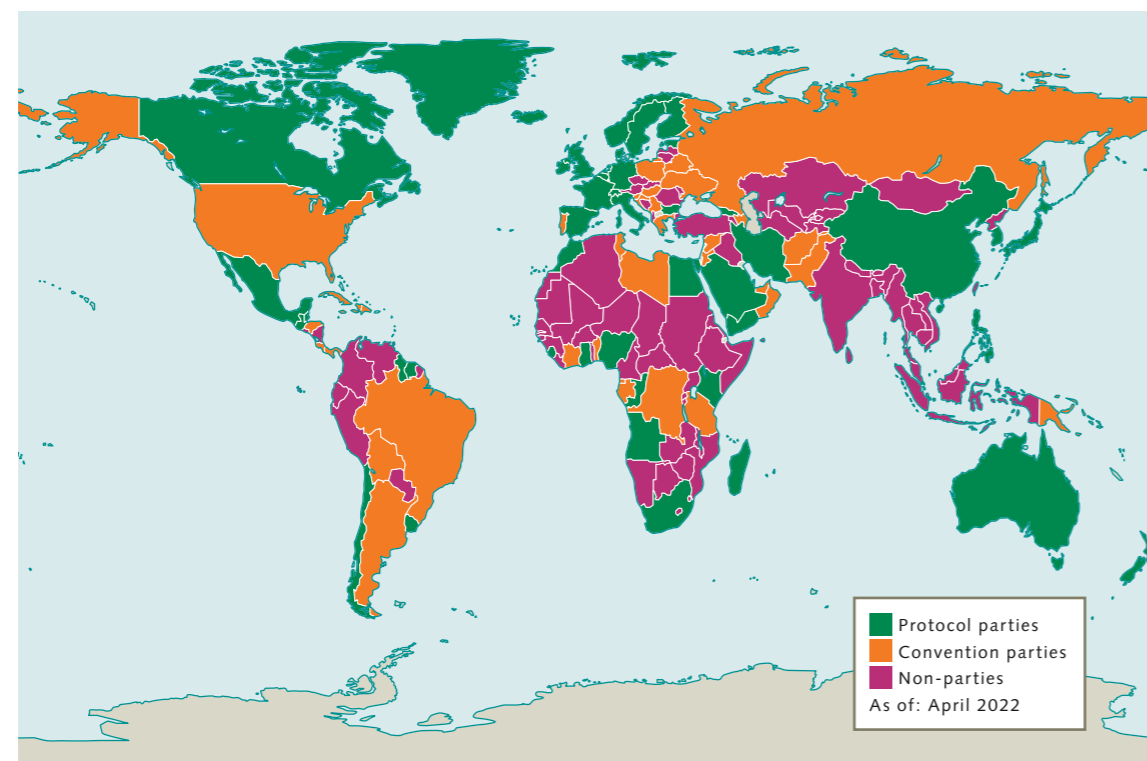 Protocol parties
Convention parties
Non-parties
As of: April 2022